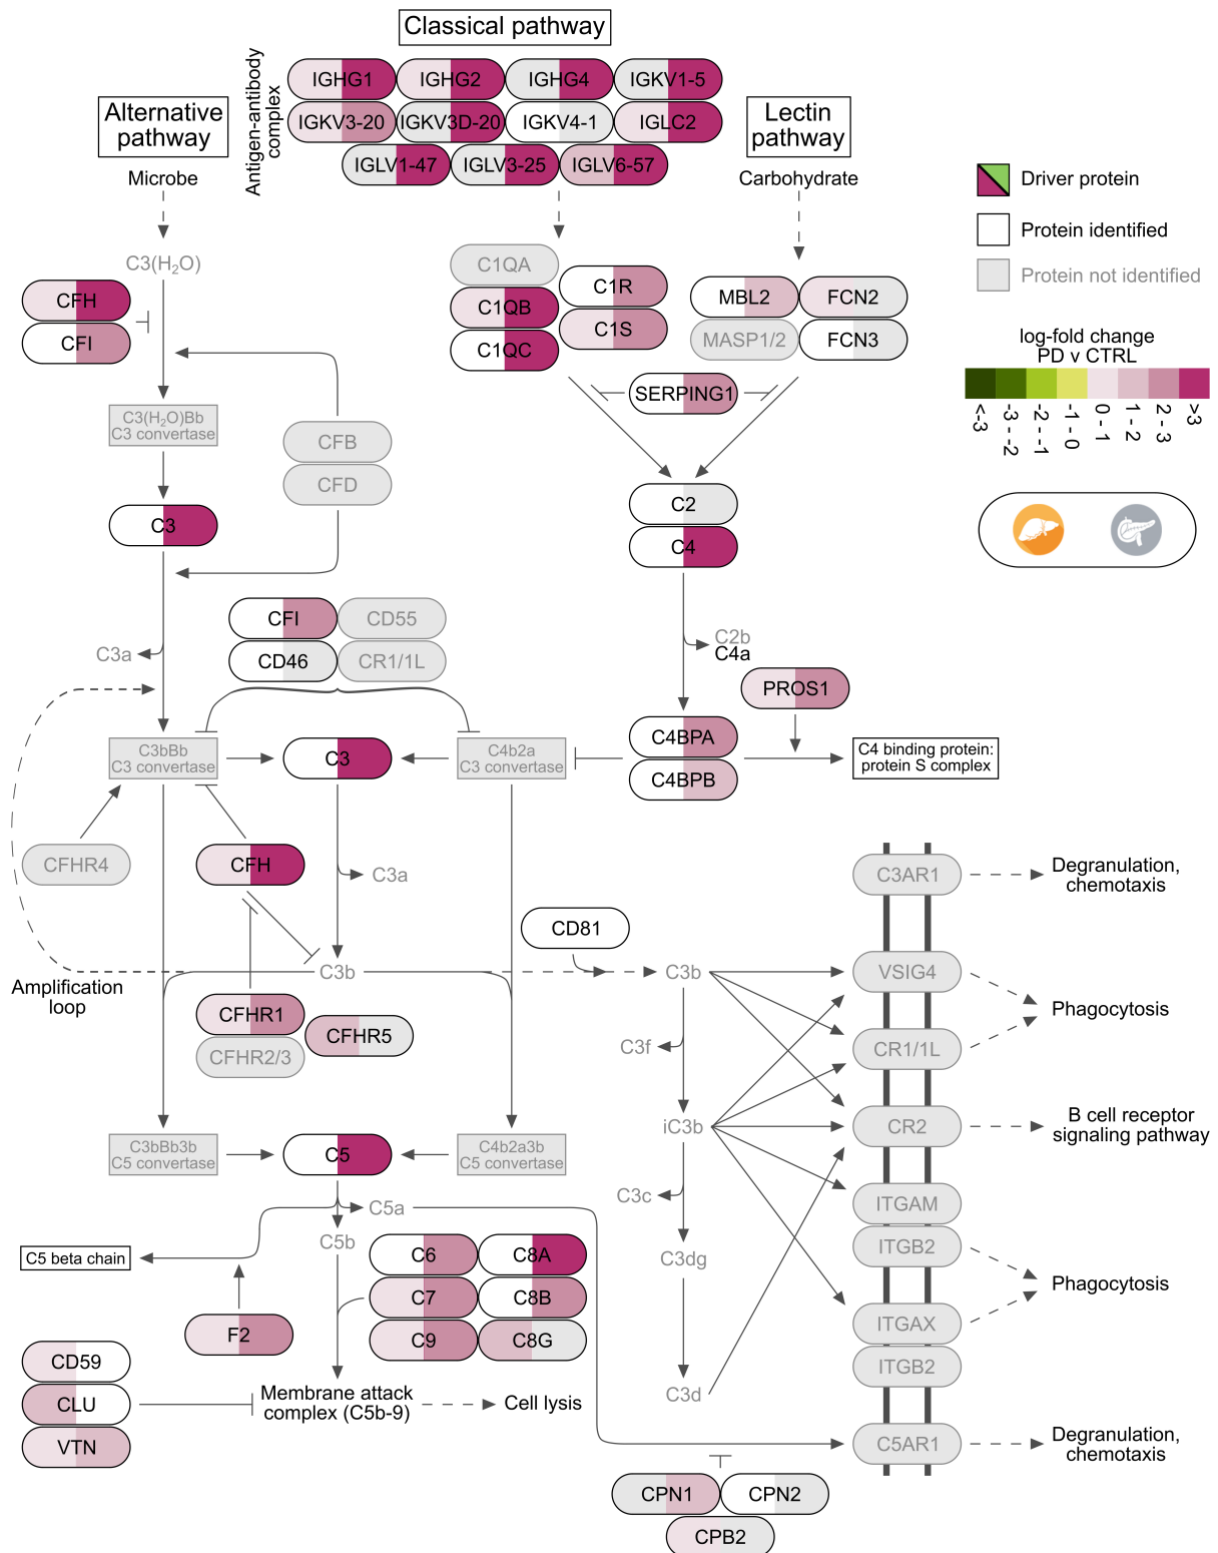 Classical pathway
Antigen-antibody
complex
IGHG1
IGHG2
IGHG4
IGKV1-5
IGKV3-20
IGKV3D-20
IGKV4-1
IGLC2
IGLV1-47
IGLV3-25
IGLV6-57
Alternative
pathway
Microbe
Lectin
pathway
Carbohydrate
Driver protein
Protein identified
Protein not identified
log-fold change
PD v CTRL
<-3
-3 - -2
-2 - -1
-1 - 0
0 - 1
1 - 2
2 - 3
>3
C3(H₂O)
CFH
CFI
C1QA
C1QB
C1QC
C1R
C1S
MBL2
FCN2
MASP1/2
FCN3
SERPING1
C3(H₂O)Bb
C3 convertase
CFB
CFD
C3
C2
C4
CFI
CD55
CD46
CR1/1L
C3a
C2b
C4a
PROS1
C3bBb
C3 convertase
C3
C4b2a
C3 convertase
C4BPA
C4BPB
C4 binding protein:
protein S complex
CFHR4
CFH
C3a
C3AR1
Degranulation,
chemotaxis
CD81
C3b
C3b
VSIG4
Phagocytosis
Amplification
loop
CFHR1
CFHR2/3
CFHR5
C3f
CR1/1L
iC3b
CR2
B cell receptor
signaling pathway
C3bBb3b
C5 convertase
C5
C4b2a3b
C5 convertase
C3c
ITGAM
ITGB2
C5a
C5b
C5 beta chain
C3dg
Phagocytosis
C6
C8A
C7
C8B
C9
C8G
F2
ITGAX
ITGB2
CD59
CLU
VTN
Membrane attack
complex (C5b-9)
Cell lysis
C3d
C5AR1
Degranulation,
chemotaxis
CPN1
CPN2
CPB2